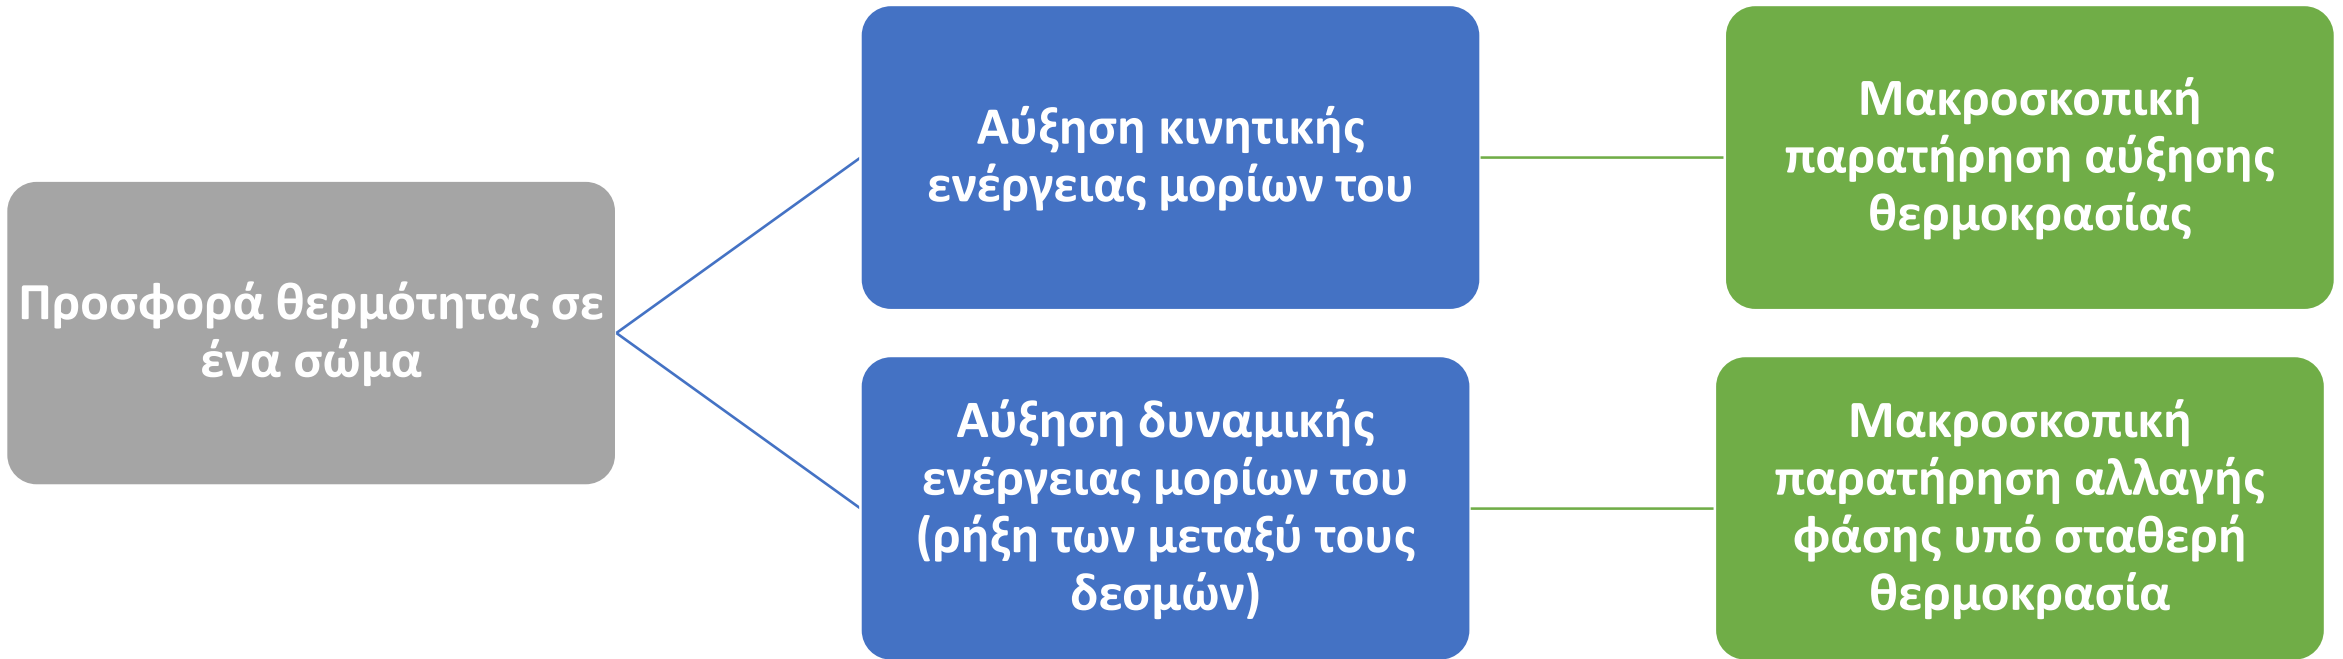 Προσφορά θερμότητας σε
ένα σώμα
Αύξηση κινητικής
ενέργειας μορίων του
Μακροσκοπική
παρατήρηση αύξησης
θερμοκρασίας
Αύξηση δυναμικής
ενέργειας μορίων του
(ρήξη των μεταξύ τους
δεσμών)
Μακροσκοπική
παρατήρηση αλλαγής
φάσης υπό σταθερή
θερμοκρασία